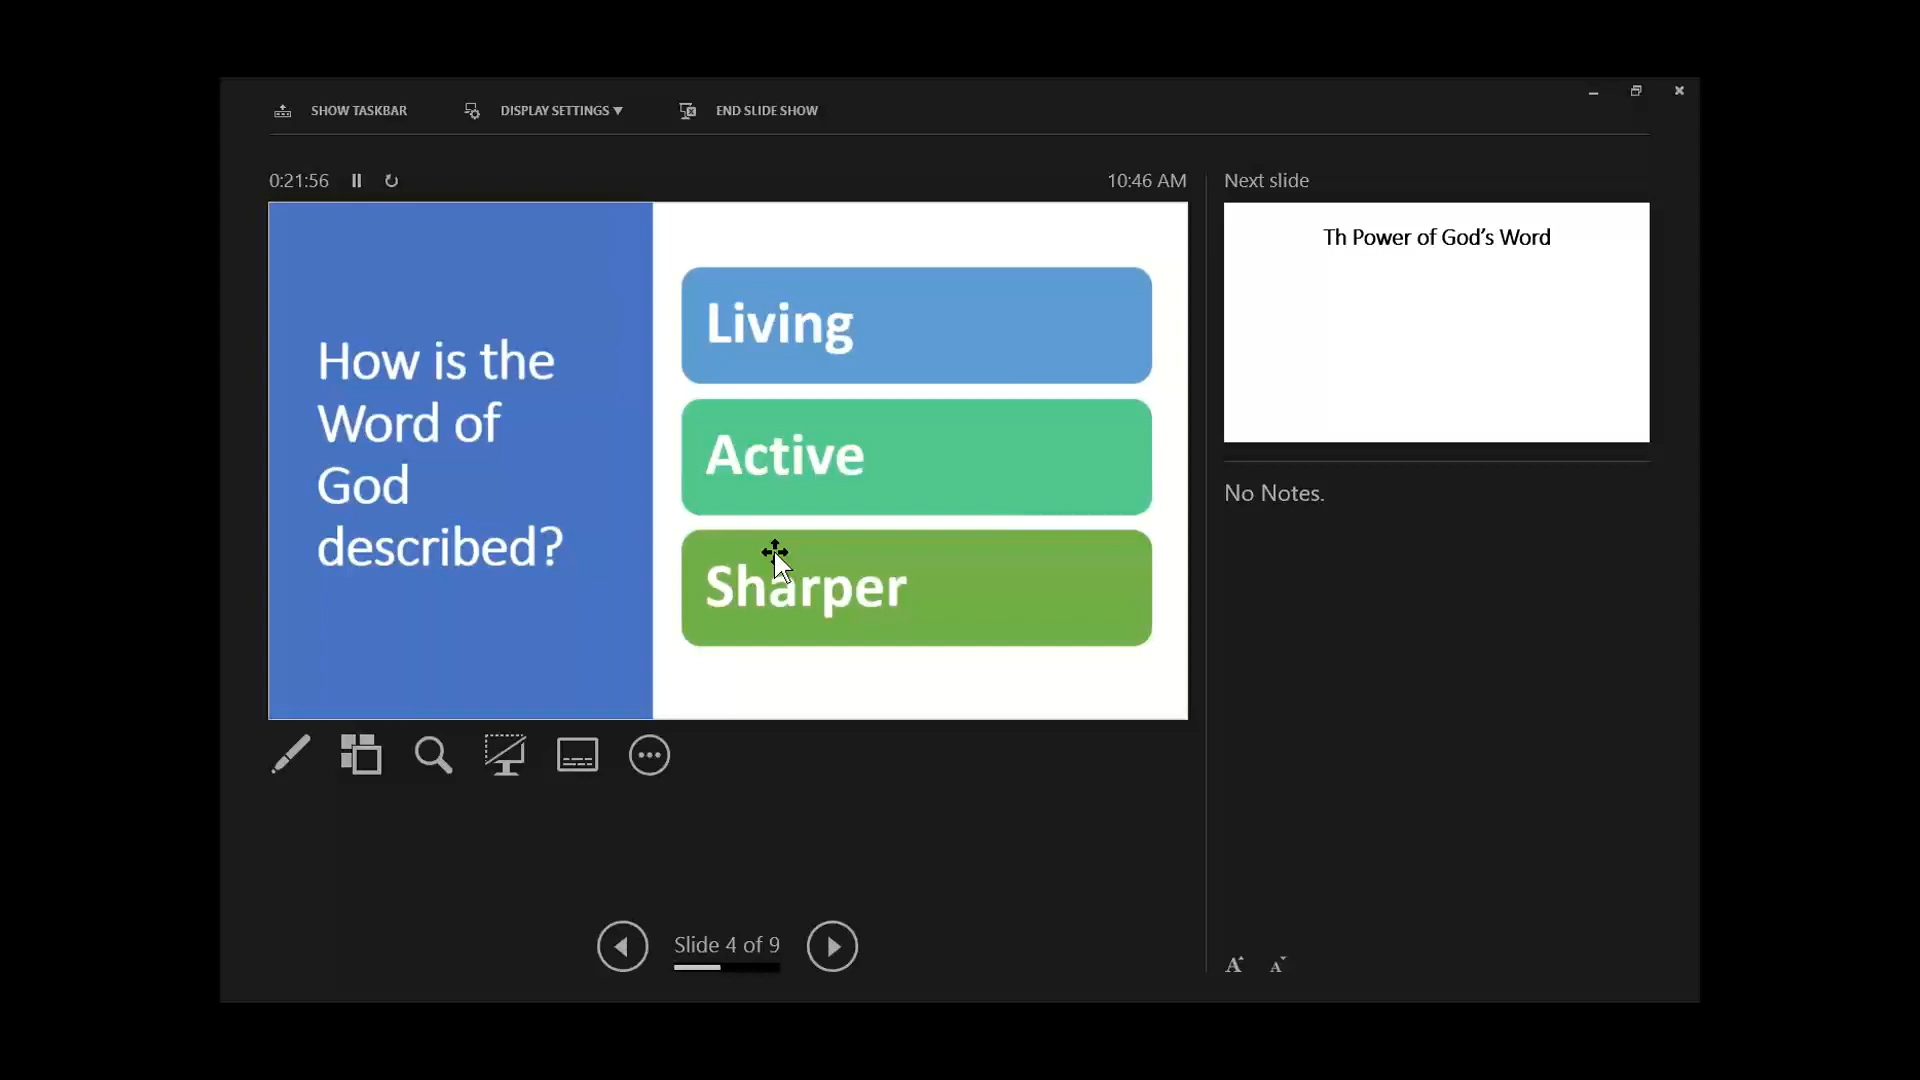 SHOW TASKBAR
DISPLAY SETTINGS
END SLIDE SHOW
0:21:56
10:46 AM
Next slide
How is the
Word of
God
described?
Living
Active
Sharper
Th Power of God's Word
No Notes.
Slide 4 of 9
A A